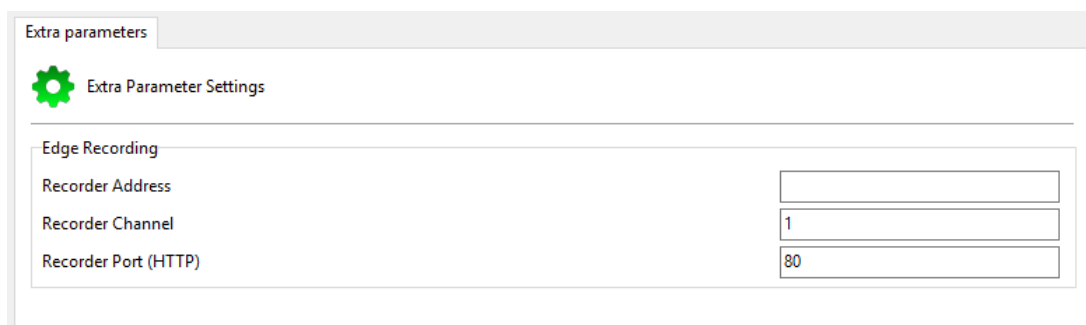 Extra parameters
Extra Parameter Settings
Edge Recording
Recorder Address
Recorder Channel 1
Recorder Port (HTTP) 80